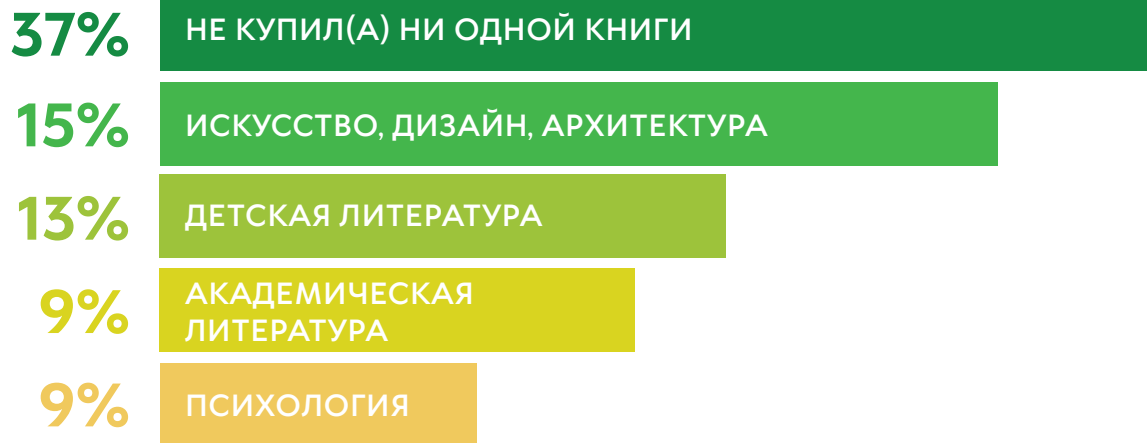 37% НЕ КУПИЛ(А) НИ ОДНОЙ КНИГИ
15% ИСКУССТВО, ДИЗАЙН, АРХИТЕКТУРА
13% ДЕТСКАЯ ЛИТЕРАТУРА
9% АКАДЕМИЧЕСКАЯ
ЛИТЕРАТУРА
9% ПСИХОЛОГИЯ